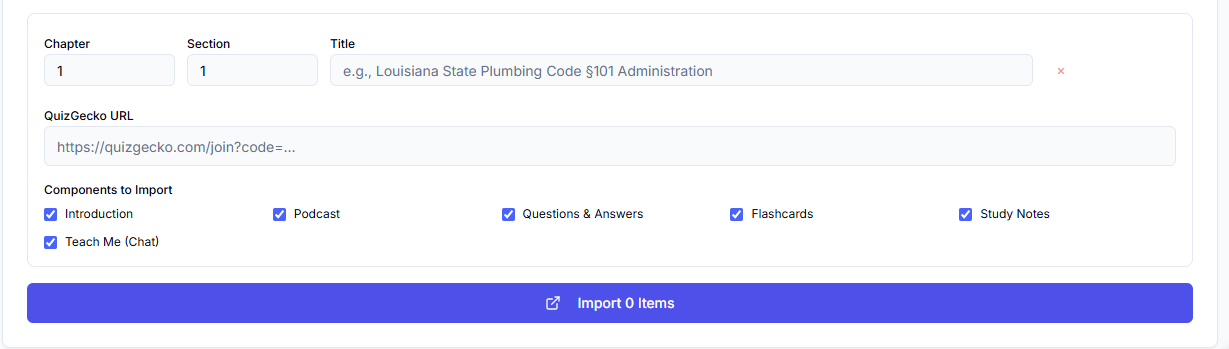 Chapter Section Title
1 1 e.g., Louisiana State Plumbing Code §101 Administration ×
QuizGecko URL
https://quizgecko.com/join?code=...
Components to Import
Introduction Podcast Questions & Answers Flashcards Study Notes
Teach Me (Chat)
Import 0 Items